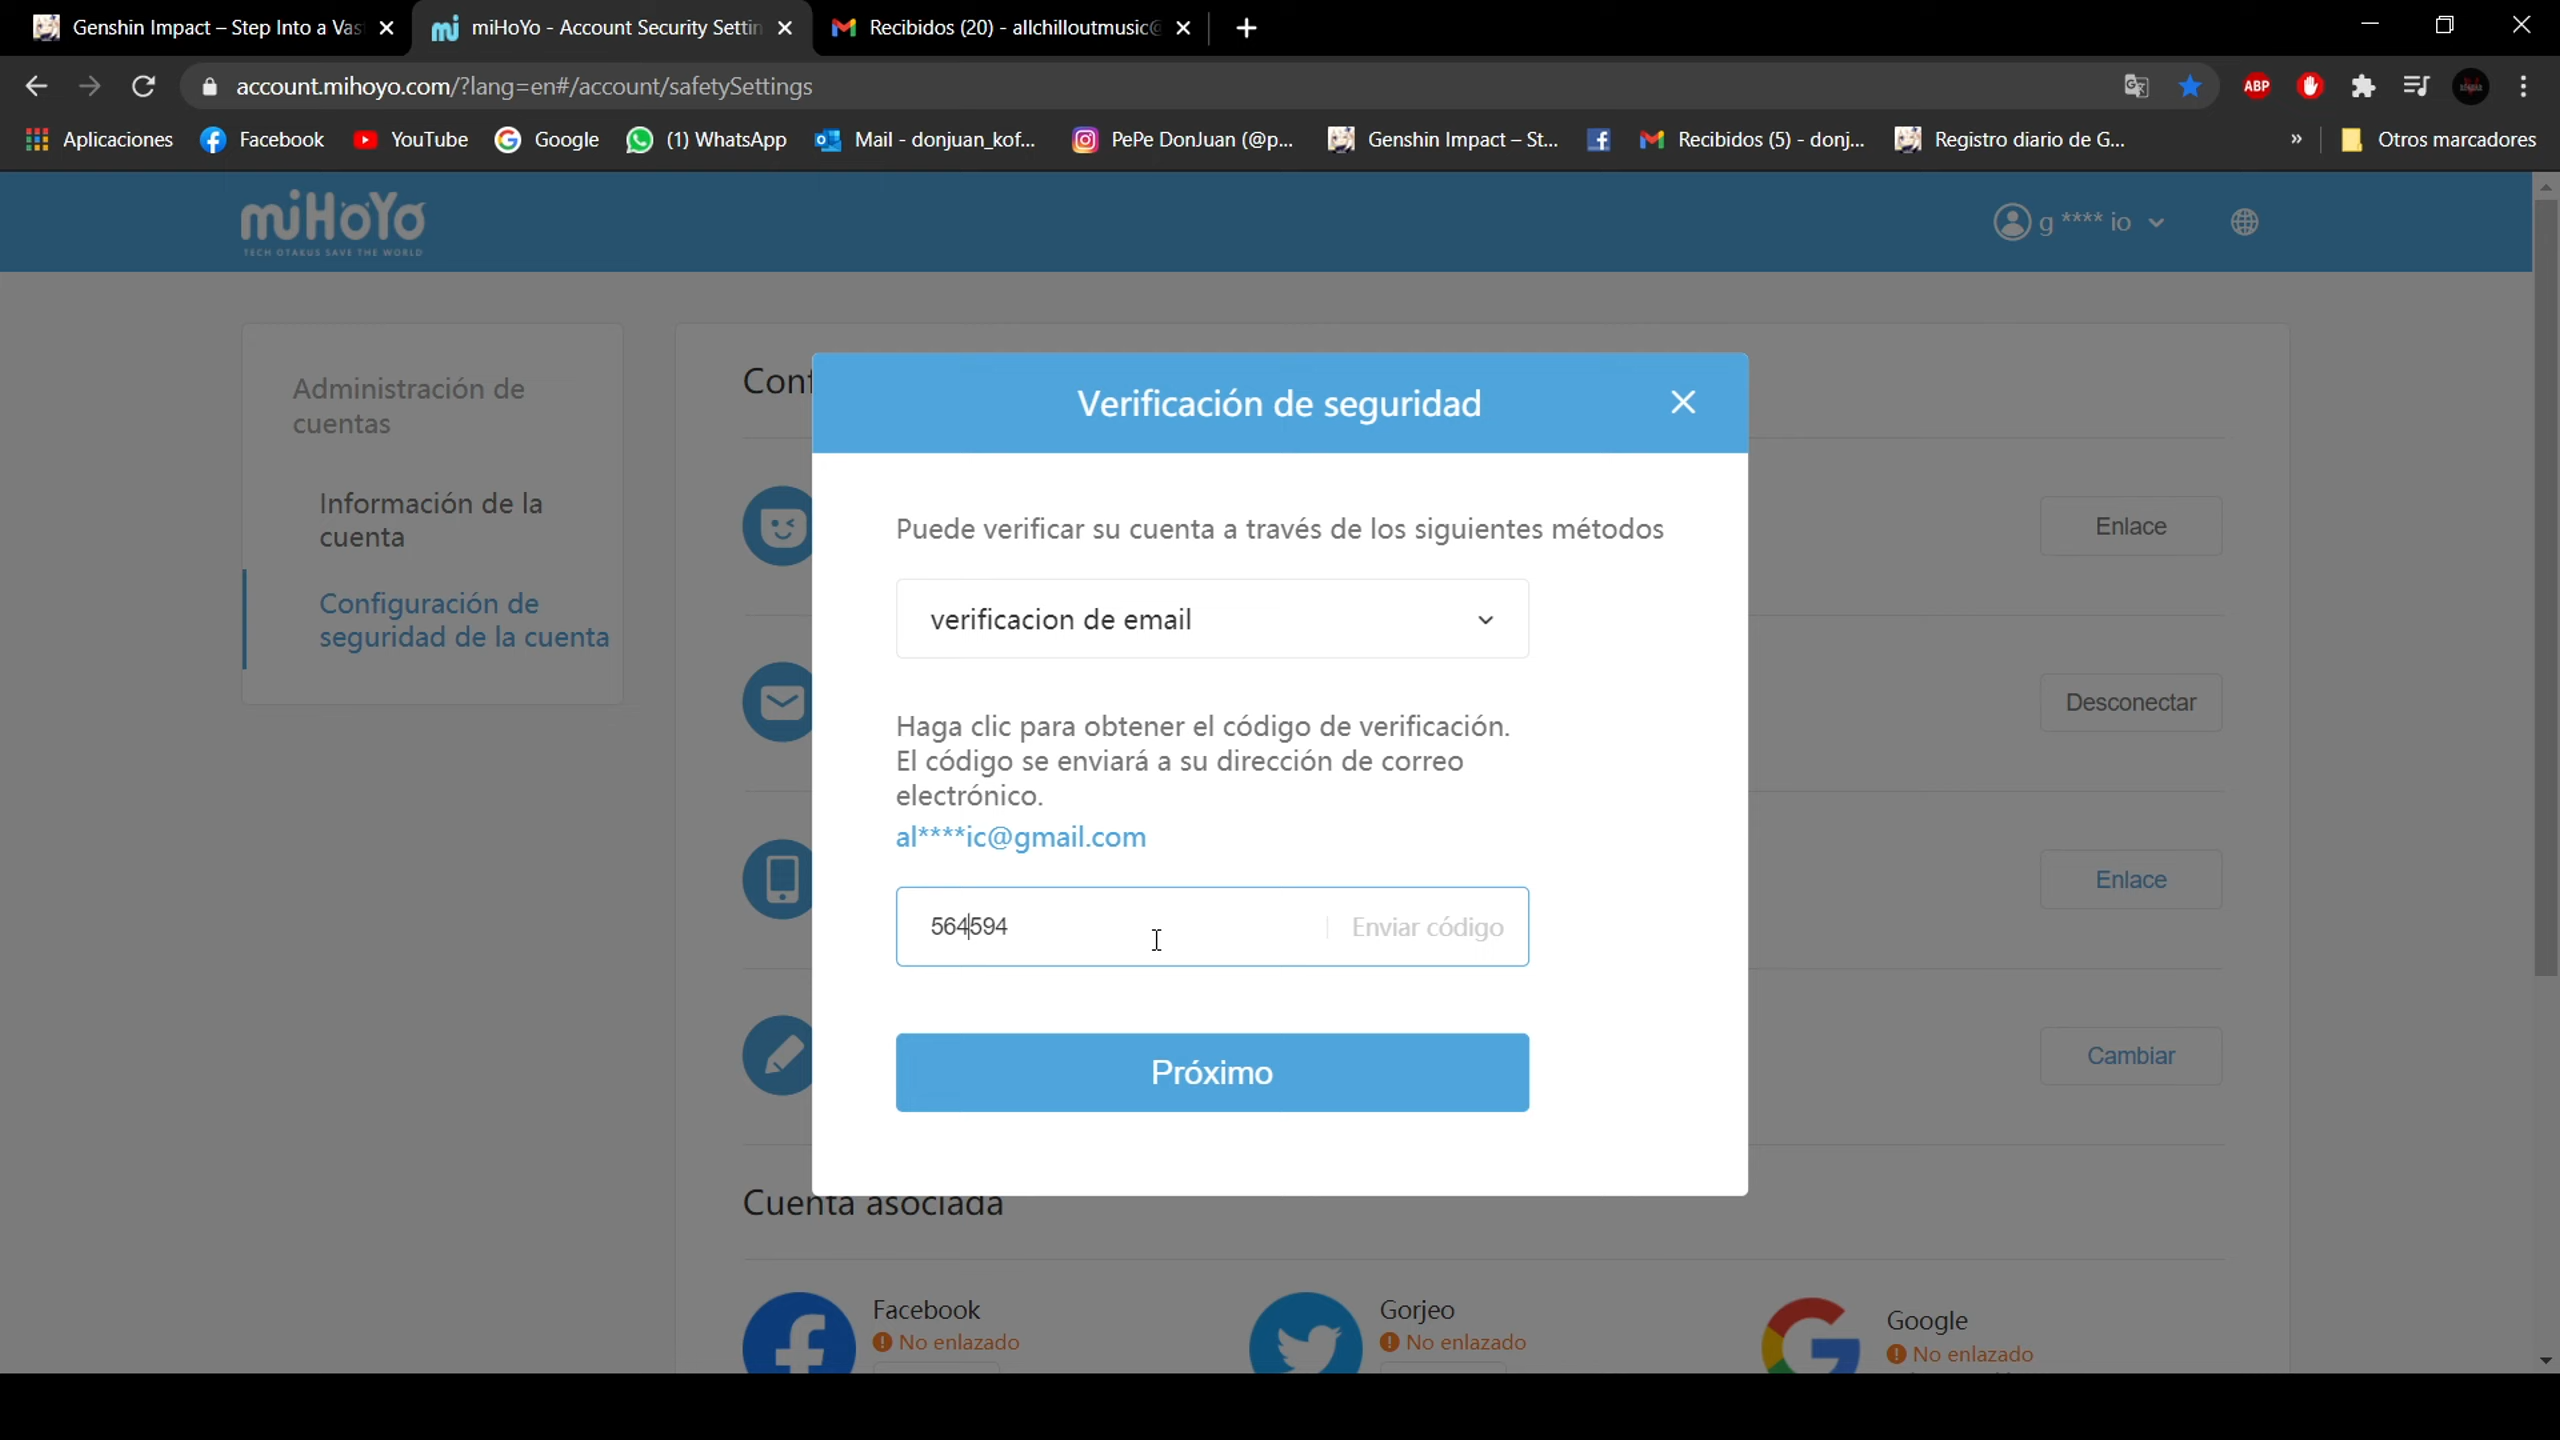 Genshin Impact – Step Into a Vas
miHoYo - Account Security Settin
Recibidos (20) - allchilloutmusic@
account.mihoyo.com/?lang=en#/account/safetySettings
ABP
Aplicaciones
Facebook
YouTube
Google
(1) WhatsApp
Mail - donjuan_kof...
PePe DonJuan (@p...
Genshin Impact – St...
Recibidos (5) - donj...
Registro diario de G...
»
Otros marcadores
miHoYo
TECH OTAKUS SAVE THE WORLD
g **** io
Administración de
cuentas
Información de la
cuenta
Configuración de
seguridad de la cuenta
Conf
Verificación de seguridad
Puede verificar su cuenta a través de los siguientes métodos
verificacion de email
Haga clic para obtener el código de verificación.
El código se enviará a su dirección de correo
electrónico.
al****ic@gmail.com
564594
Enviar código
Próximo
Enlace
Desconectar
Enlace
Cambiar
Cuenta asociada
Facebook
No enlazado
Gorjeo
No enlazado
Google
No enlazado